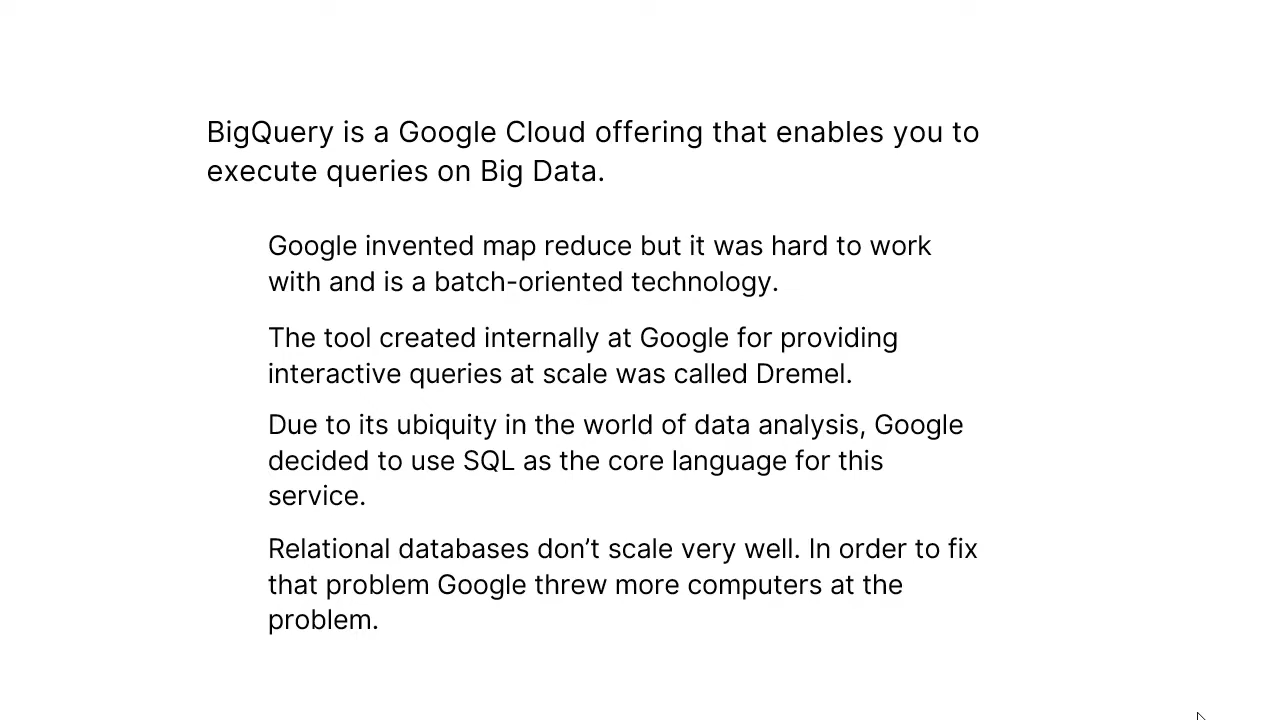 BigQuery is a Google Cloud offering that enables you to
execute queries on Big Data.
Google invented map reduce but it was hard to work
with and is a batch-oriented technology.
The tool created internally at Google for providing
interactive queries at scale was called Dremel.
Due to its ubiquity in the world of data analysis, Google
decided to use SQL as the core language for this
service.
Relational databases don’t scale very well. In order to fix
that problem Google threw more computers at the
problem.